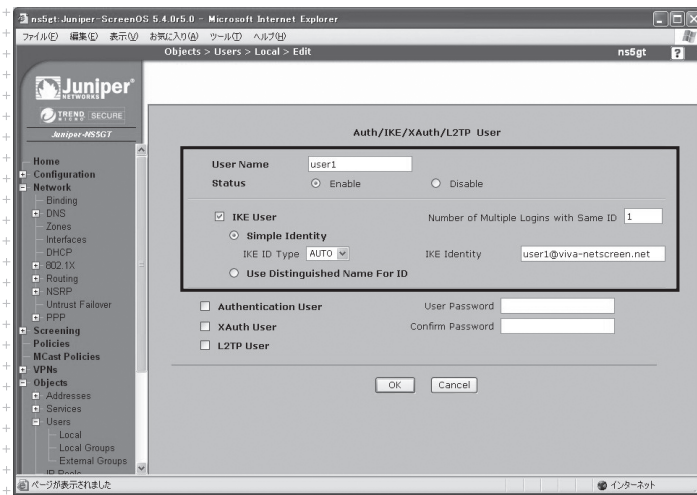 ns5gt:Juniper-ScreenOS 5.4.0r5.0 - Microsoft Internet Explorer
ファイル(F) 編集(E) 表示(V) お気に入り(A) ツール(T) ヘルプ(H)
Objects > Users > Local > Edit ns5gt ?
Juniper®
NETWORKS
TREND MICRO SECURE
Juniper-NS5GT
Home
Configuration
Network
Binding
DNS
Zones
Interfaces
DHCP
802.1X
Routing
NSRP
Untrust Failover
PPP
Screening
Policies
MCast Policies
VPNs
Objects
Addresses
Services
Users
Local
Local Groups
External Groups
IP Pools
Auth/IKE/XAuth/L2TP User
User Name user1
Status Enable Disable
IKE User Number of Multiple Logins with Same ID 1
Simple Identity
IKE ID Type AUTO IKE Identity user1@viva-netscreen.net
Use Distinguished Name For ID
Authentication User User Password
XAuth User Confirm Password
L2TP User
OK Cancel
ページが表示されました インターネット